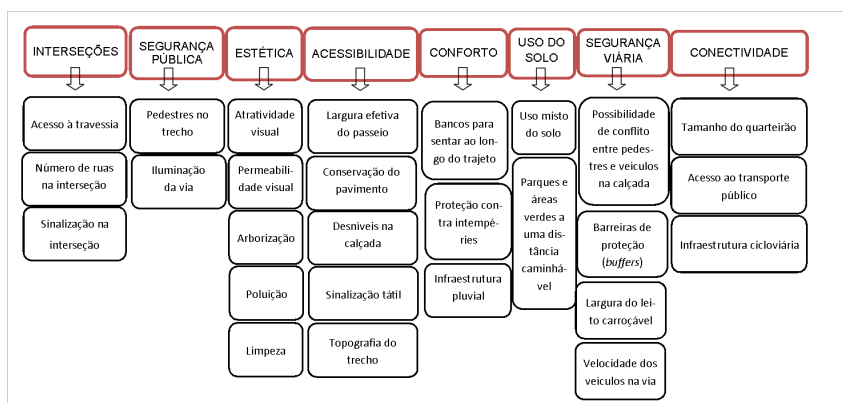 INTERSEÇÕES
SEGURANÇA
PÚBLICA
ESTÉTICA
ACESSIBILIDADE
CONFORTO
USO DO
SOLO
SEGURANÇA
VIÁRIA
CONECTIVIDADE
Acesso à travessia
Número de ruas
na interseção
Sinalização na
interseção
Pedestres no
trecho
Iluminação
da via
Atratividade
visual
Permeabili-
dade visual
Arborização
Poluição
Limpeza
Largura efetiva
do passeio
Conservação do
pavimento
Desníveis na
calçada
Sinalização tátil
Topografia do
trecho
Bancos para
sentar ao lon-
go do trajeto
Proteção con-
tra intempé-
ries
Infraestrutura
pluvial
Uso misto
do solo
Parques e
áreas
verdes a
uma dis-
tância
caminhá-
vel
Possibilidade
de conflito
entre pedes-
tres e veículos
na calçada
Barreiras de
proteção
(buffers)
Largura do lei-
to carroçável
Velocidade dos
veículos na via
Tamanho do quarteirão
Acesso ao transporte
público
Infraestrutura cicloviária